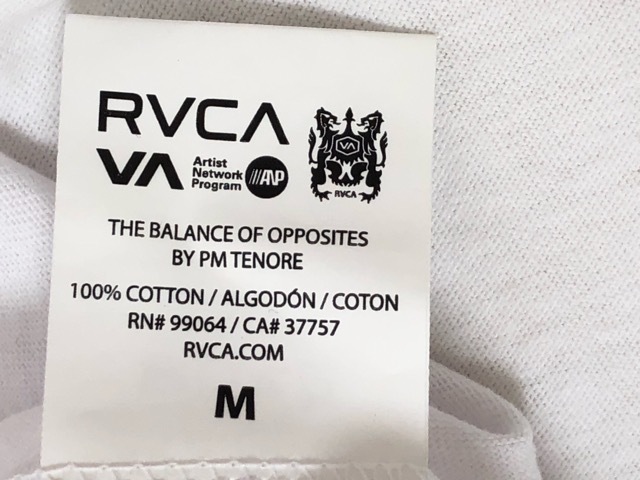 RVCA
VA
Artist
Network
Program
ANP
VA
RVCA
THE BALANCE OF OPPOSITES
BY PM TENORE
100% COTTON / ALGODÓN / COTON
RN# 99064 / CA# 37757
RVCA.COM
M